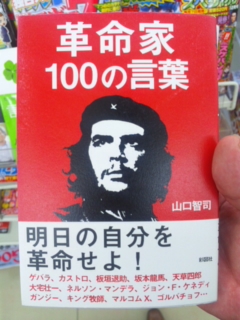 革命家
100の言葉
山口智司
明日の自分を
革命せよ！
彩図社
ゲバラ、カストロ、板垣退助、坂本龍馬、天草四郎
大宅壮一、ネルソン・マンデラ、ジョン・F・ケネディ
ガンジー、キング牧師、マルコムX、ゴルバチョフ…